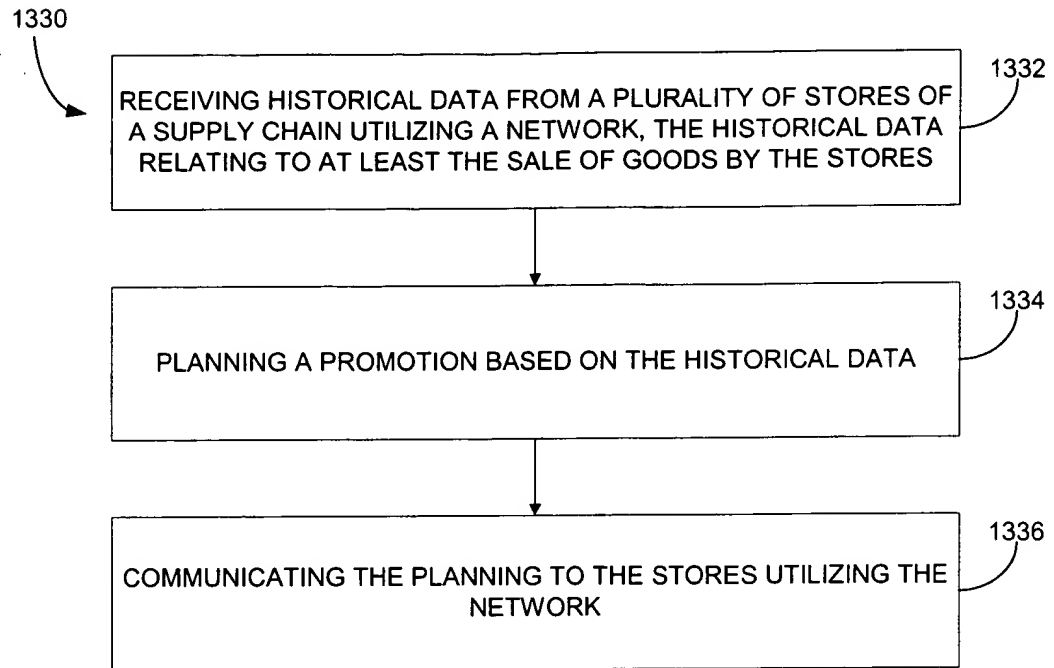 1330
1332
RECEIVING HISTORICAL DATA FROM A PLURALITY OF STORES OF
A SUPPLY CHAIN UTILIZING A NETWORK, THE HISTORICAL DATA
RELATING TO AT LEAST THE SALE OF GOODS BY THE STORES
1334
PLANNING A PROMOTION BASED ON THE HISTORICAL DATA
1336
COMMUNICATING THE PLANNING TO THE STORES UTILIZING THE
NETWORK